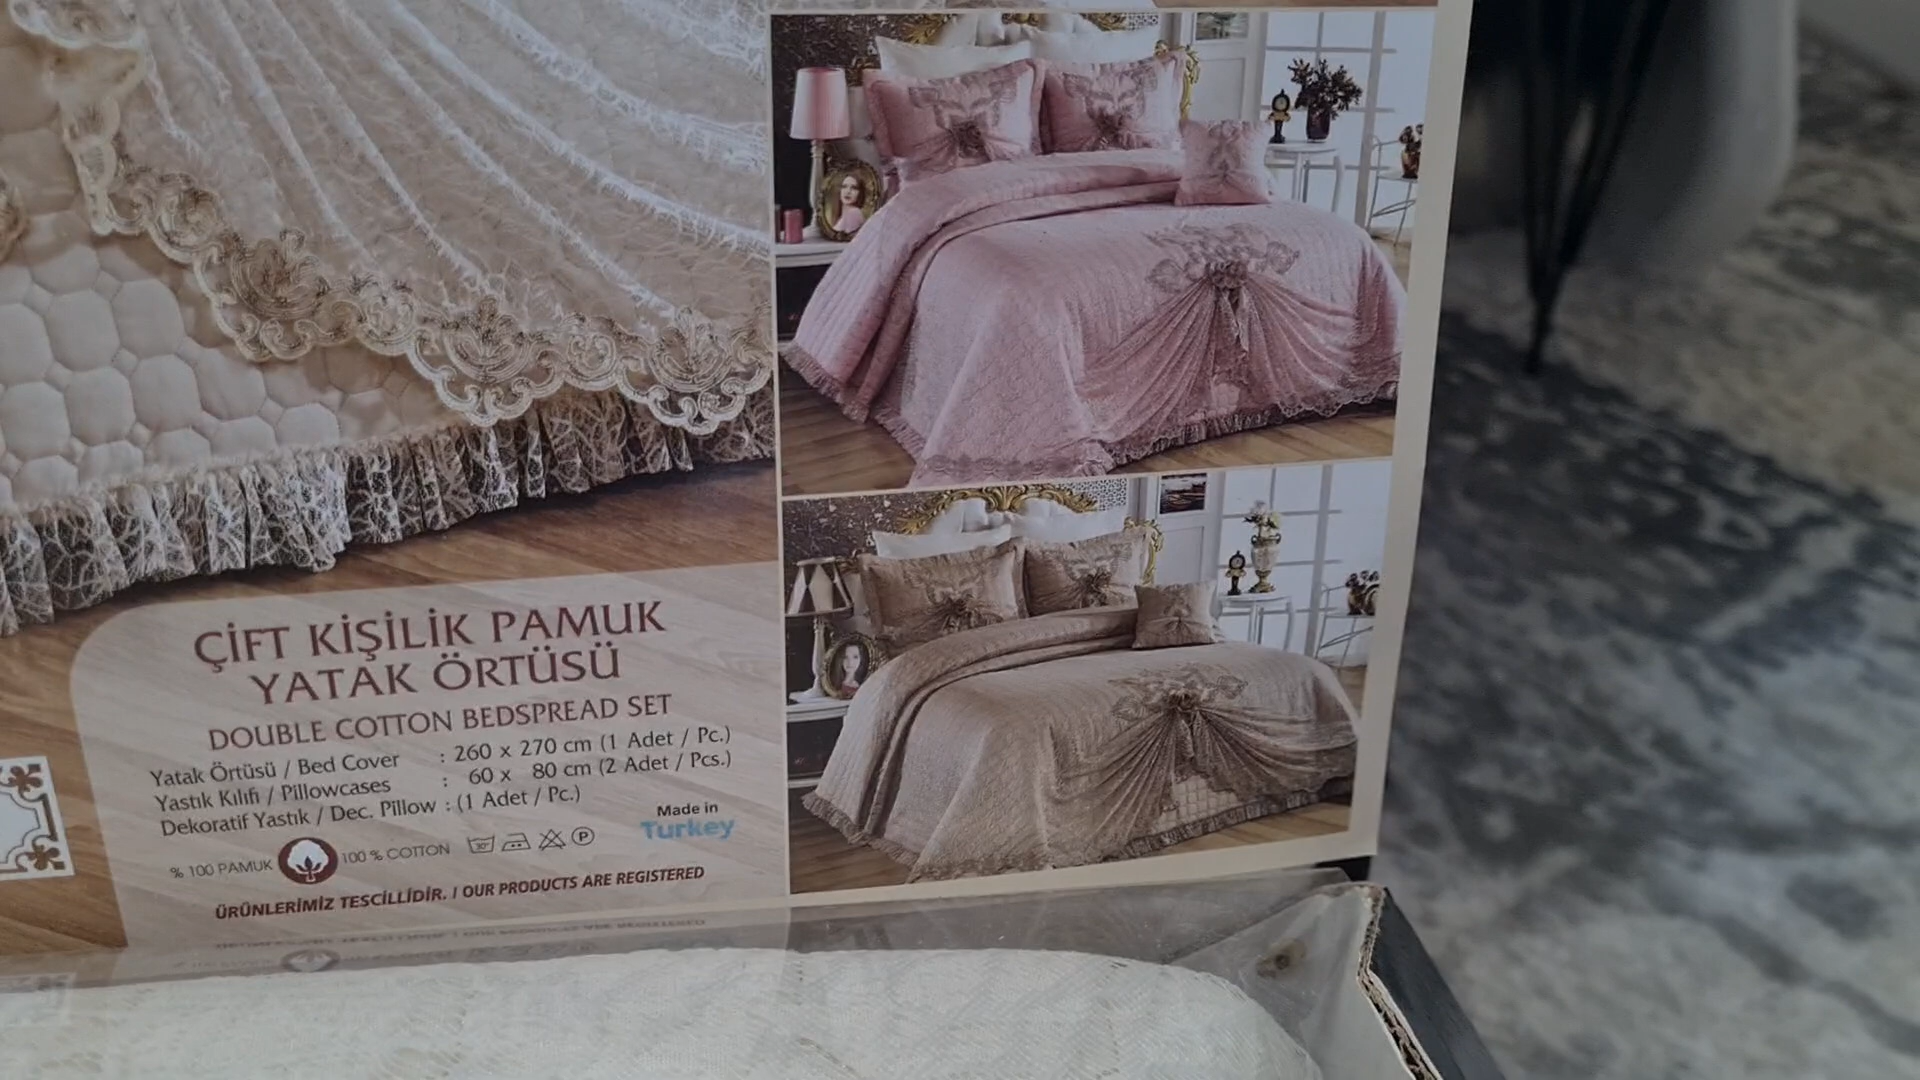 ÇİFT KİŞİLİK PAMUK
YATAK ÖRTÜSÜ
DOUBLE COTTON BEDSPREAD SET
Yatak Örtüsü / Bed Cover : 260 x 270 cm (1 Adet / Pc.)
Yastık Kılıfı / Pillowcases : 60 x 80 cm (2 Adet / Pcs.)
Dekoratif Yastık / Dec. Pillow : (1 Adet / Pc.)
Made in
Turkey
% 100 PAMUK 100 % COTTON 30° P
ÜRÜNLERİMİZ TESCİLLİDİR. / OUR PRODUCTS ARE REGISTERED